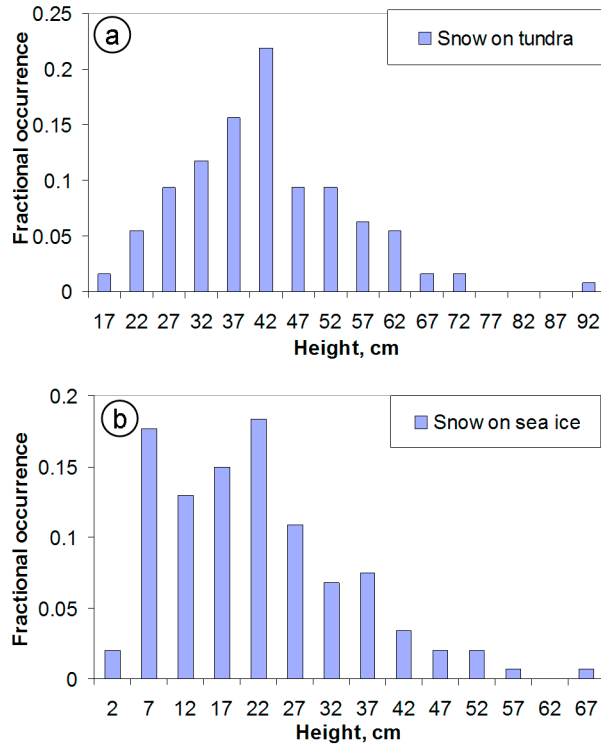 a
Snow on tundra
Fractional occurrence
0.25
0.2
0.15
0.1
0.05
0
17 22 27 32 37 42 47 52 57 62 67 72 77 82 87 92
Height, cm
b
Snow on sea ice
Fractional occurrence
0.2
0.15
0.1
0.05
0
2 7 12 17 22 27 32 37 42 47 52 57 62 67
Height, cm